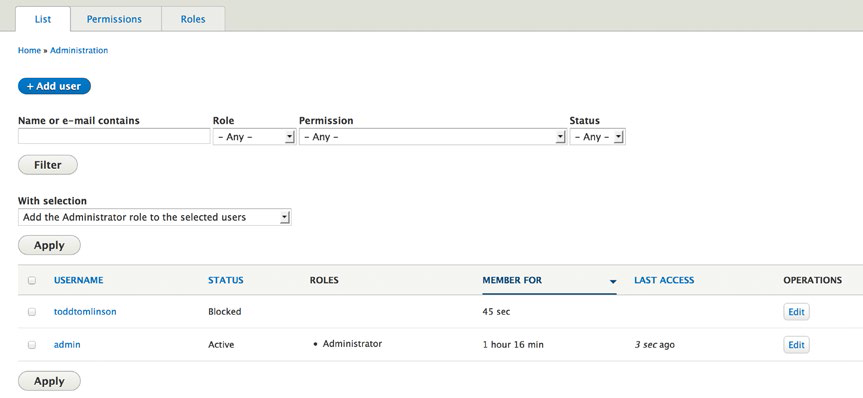 List Permissions Roles
Home » Administration
+ Add user
Name or e-mail contains Role Permission Status
- Any - - Any - - Any -
Filter
With selection
Add the Administrator role to the selected users
Apply
USERNAME STATUS ROLES MEMBER FOR LAST ACCESS OPERATIONS
toddtomlinson Blocked 45 sec Edit
admin Active • Administrator 1 hour 16 min 3 sec ago Edit
Apply